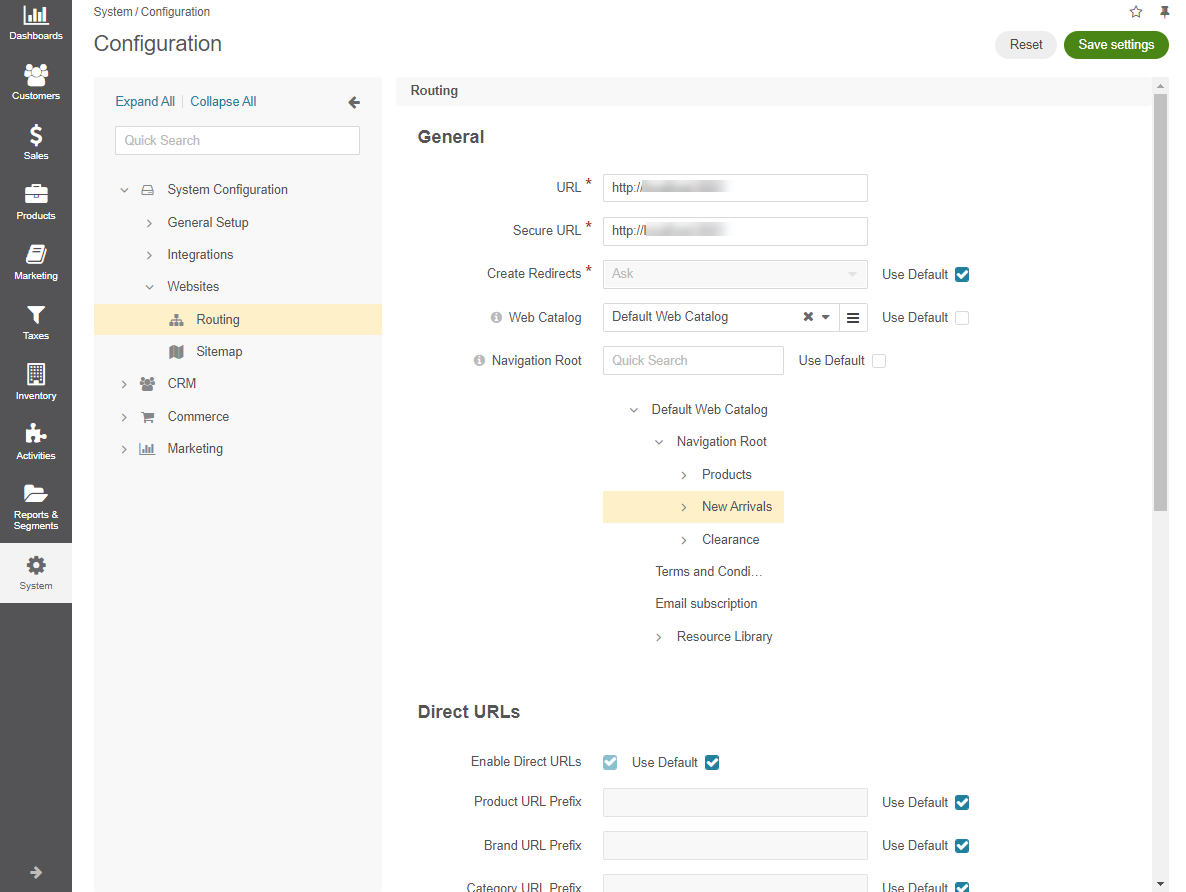 Dashboards
Customers
Sales
Products
Marketing
Taxes
Inventory
Activities
Reports &
Segments
System
System / Configuration
Configuration
Reset
Save settings
Expand All
Collapse All
Quick Search
System Configuration
General Setup
Integrations
Websites
Routing
Sitemap
CRM
Commerce
Marketing
Routing
General
URL *
http://
Secure URL *
http://
Create Redirects *
Ask
Use Default
Web Catalog
Default Web Catalog
Use Default
Navigation Root
Quick Search
Use Default
Default Web Catalog
Navigation Root
Products
New Arrivals
Clearance
Terms and Condi…
Email subscription
Resource Library
Direct URLs
Enable Direct URLs
Use Default
Product URL Prefix
Use Default
Brand URL Prefix
Use Default
Category URL Prefix
Use Default